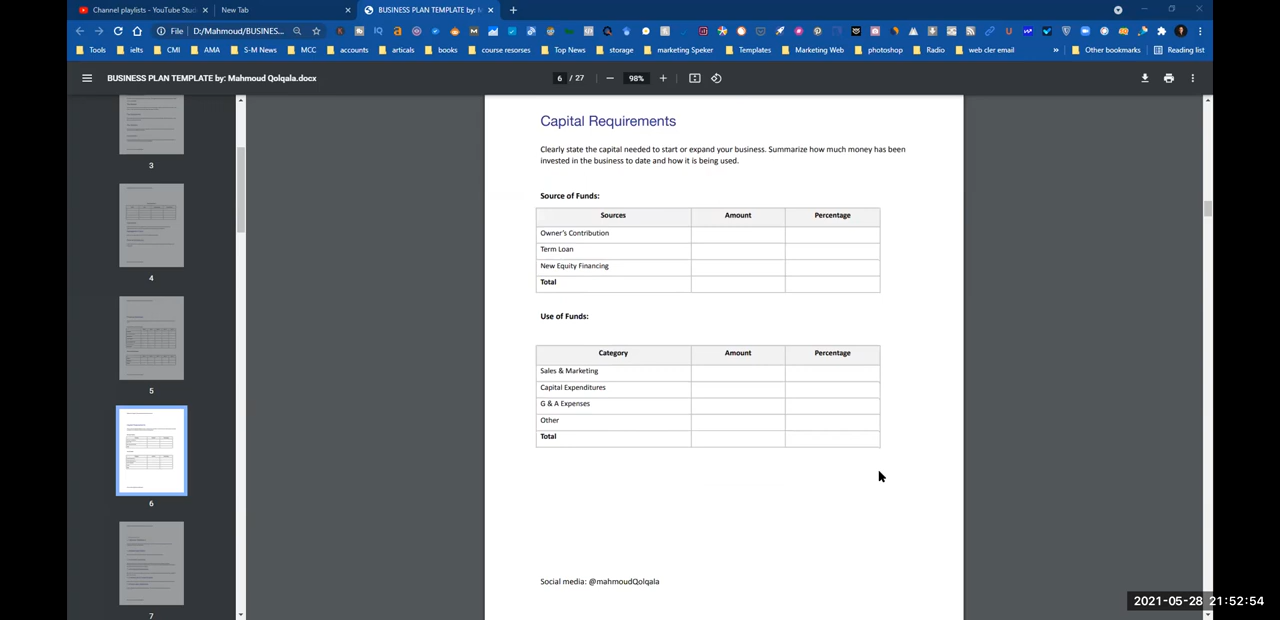 Channel playlists - YouTube Stud
New Tab
BUSINESS PLAN TEMPLATE by: M
File
D:/Mahmoud/BUSINES...
Tools
ielts
CMI
AMA
S-M News
MCC
accounts
articals
books
course resorses
Top News
storage
marketing Speker
Templates
Marketing Web
photoshop
Radio
web cler email
»
Other bookmarks
Reading list
BUSINESS PLAN TEMPLATE by: Mahmoud Qolqala.docx
6 / 27
98%
3
4
5
6
7
Capital Requirements
Clearly state the capital needed to start or expand your business. Summarize how much money has been
invested in the business to date and how it is being used.
Source of Funds:
Sources Amount Percentage
Owner's Contribution
Term Loan
New Equity Financing
Total
Use of Funds:
Category Amount Percentage
Sales & Marketing
Capital Expenditures
G & A Expenses
Other
Total
Social media: @mahmoudQolqala
2021-05-28 21:52:54